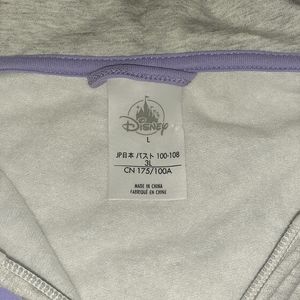 Disney
L
JP日本 バスト 100-108
3L
CN 175/100A
MADE IN CHINA
FABRIQUÉ EN CHINE